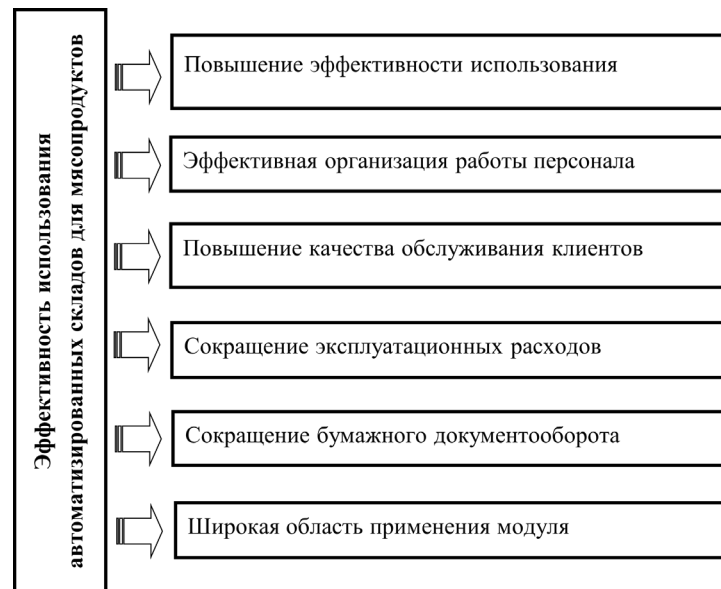 Эффективность использования
автоматизированных складов для мясопродуктов
Повышение эффективности использования
Эффективная организация работы персонала
Повышение качества обслуживания клиентов
Сокращение эксплуатационных расходов
Сокращение бумажного документооборота
Широкая область применения модуля